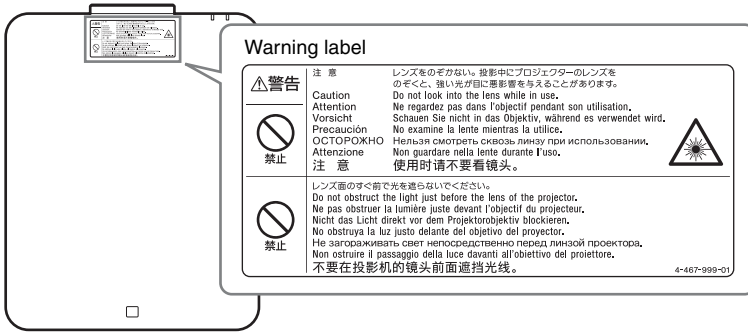 Warning label
警告
禁止
注 意 レンズをのぞかない。投影中にプロジェクターのレンズを
のぞくと、強い光が目に悪影響を与えることがあります。
Caution Do not look into the lens while in use.
Attention Ne regardez pas dans l'objectif pendant son utilisation.
Vorsicht Schauen Sie nicht in das Objektiv, während es verwendet wird.
Precaución No examine la lente mientras la utilice.
ОСТОРОЖНО Нельзя смотреть сквозь линзу при использовании.
Attenzione Non guardare nella lente durante l'uso.
注 意 使用时请不要看镜头。
禁止
レンズ面のすぐ前で光を遮らないでください。
Do not obstruct the light just before the lens of the projector.
Ne pas obstruer la lumière juste devant l'objectif du projecteur.
Nicht das Licht direkt vor dem Projektorobjektiv blockieren.
No obstruya la luz justo delante del objetivo del proyector.
Не загораживать свет непосредственно перед линзой проектора.
Non ostruire il passaggio della luce davanti all'obiettivo del proiettore.
不要在投影机的镜头前面遮挡光线。
4-467-999-01